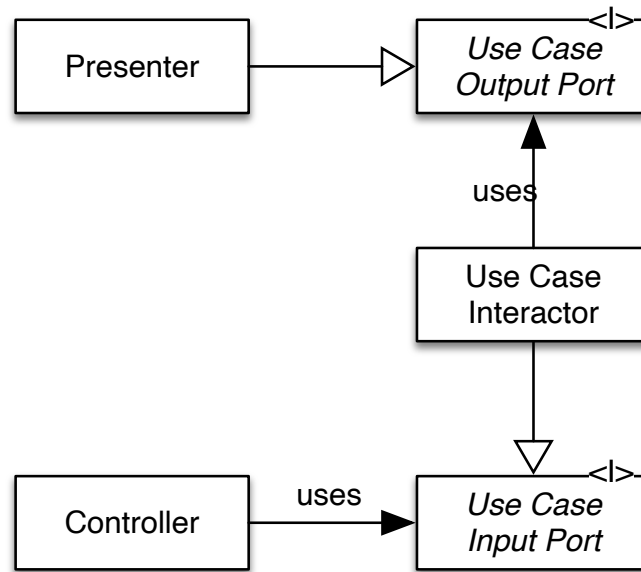 <I>
Presenter
Use Case
Output Port
uses
Use Case
Interactor
<I>
Controller
uses
Use Case
Input Port